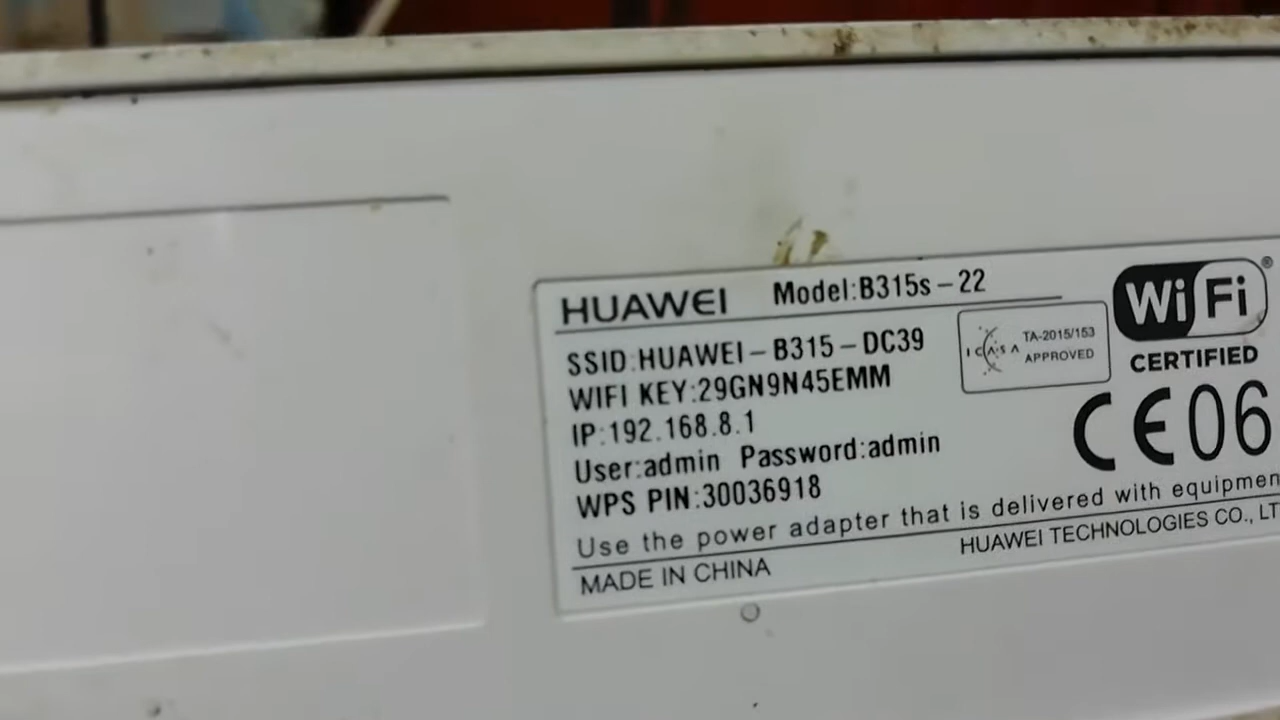 HUAWEI Model:B315s-22
SSID:HUAWEI-B315-DC39
WIFI KEY:29GN9N45EMM
IP:192.168.8.1
User:admin Password:admin
WPS PIN:30036918
Use the power adapter that is delivered with equipmen
HUAWEI TECHNOLOGIES CO., LT
MADE IN CHINA
ICASA TA-2015/153
APPROVED
WiFi®
CERTIFIED
CE06